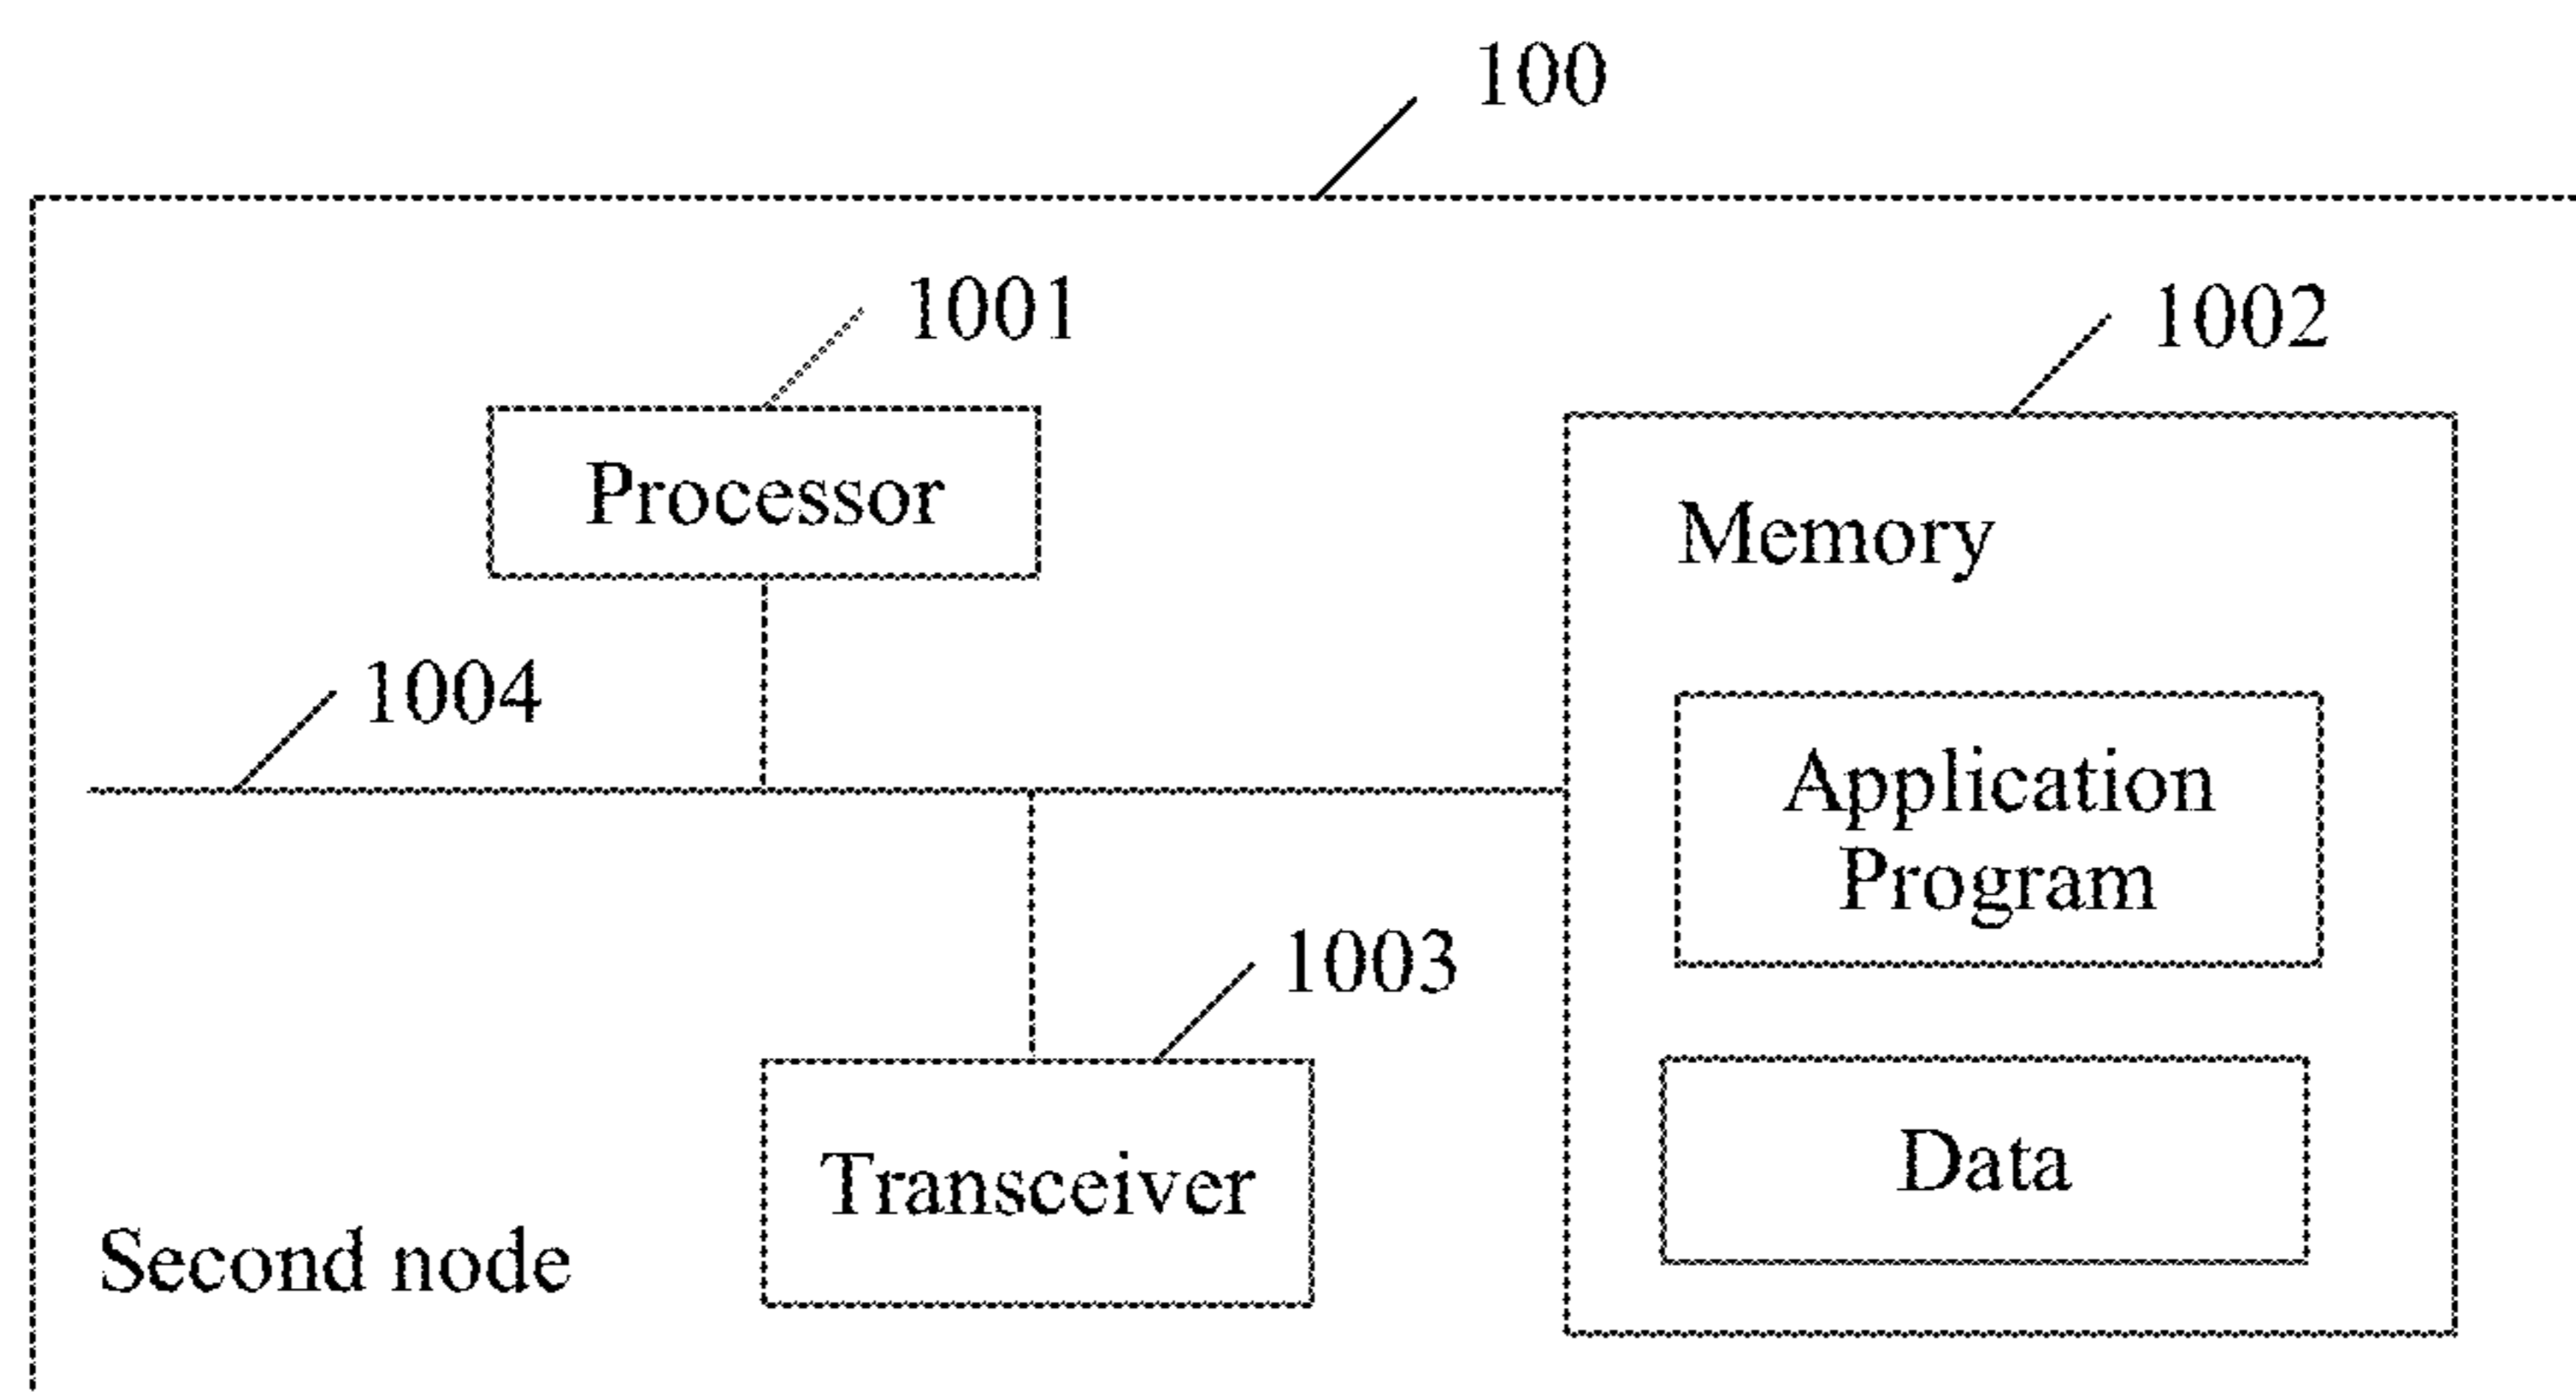 100
1001
1002
Processor
Memory
1004
Application
Program
1003
Data
Transceiver
Second node